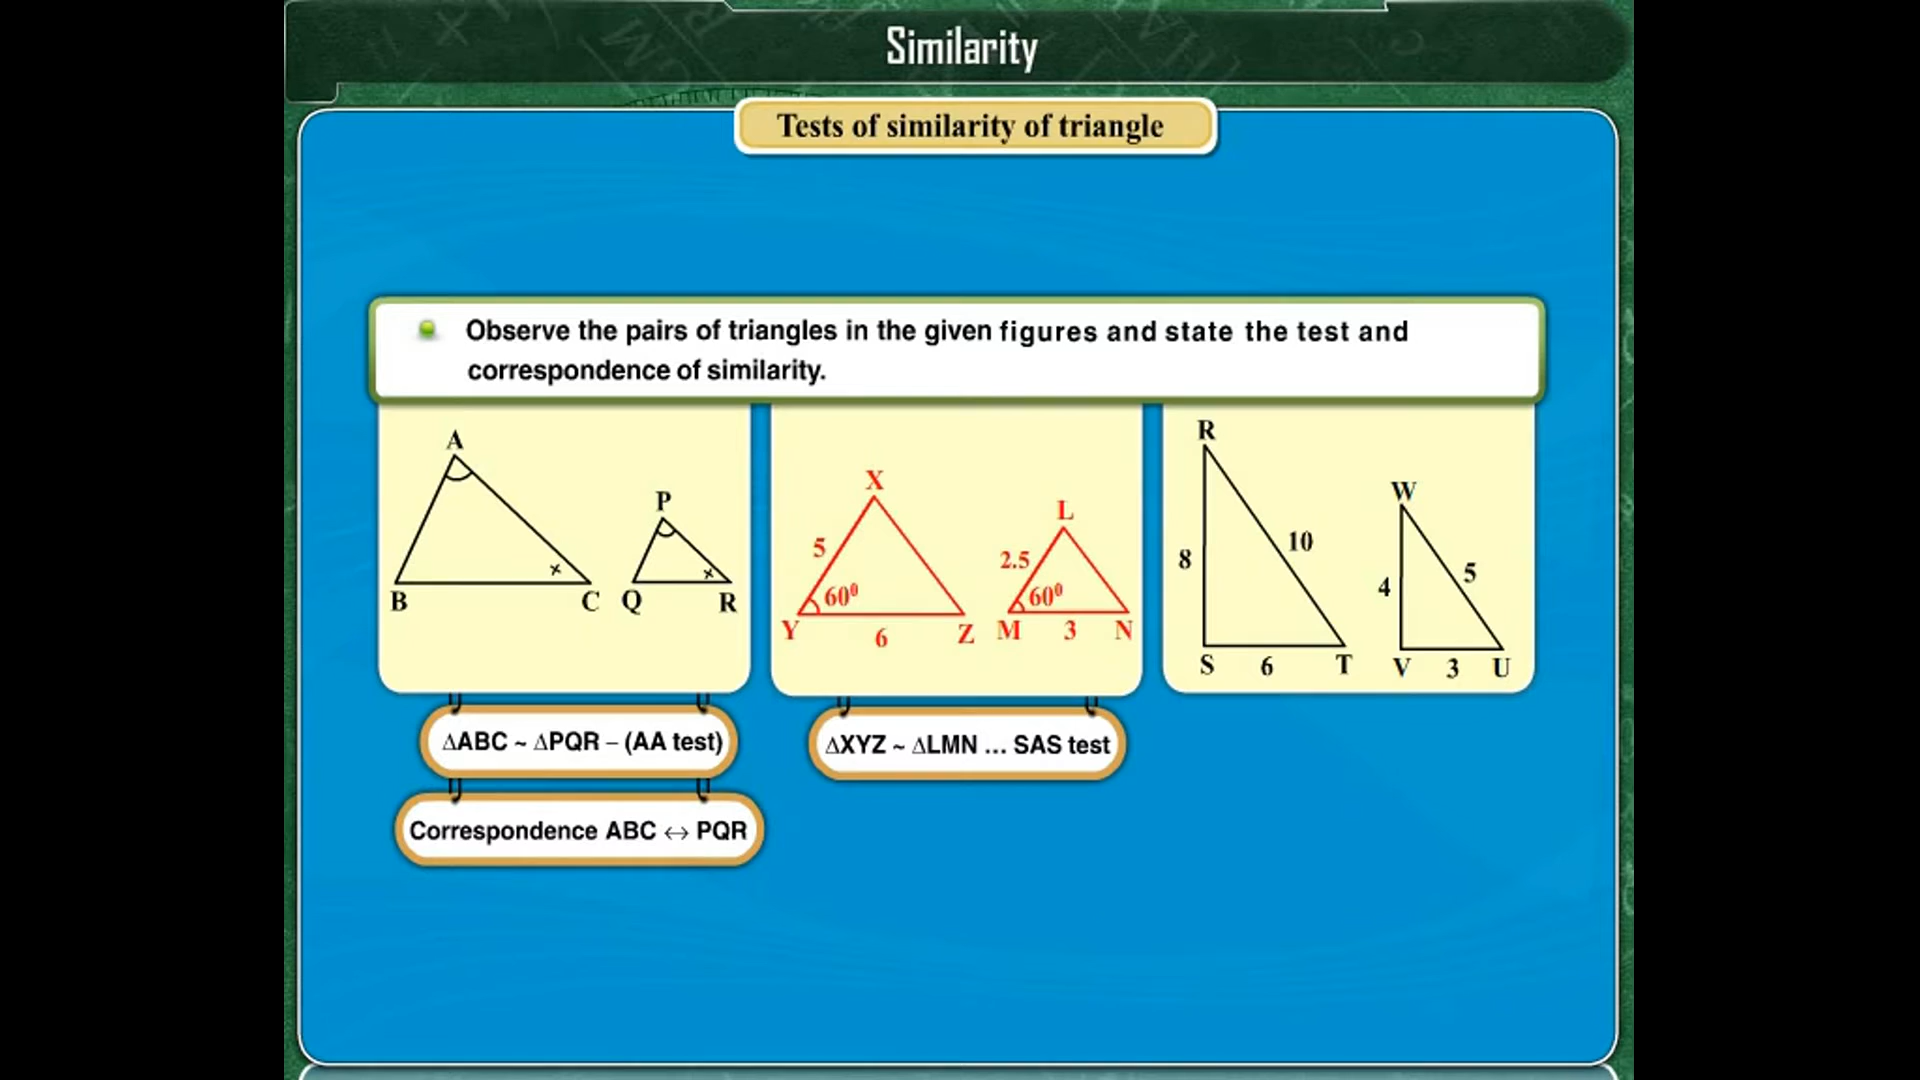 Similarity
Tests of similarity of triangle
Observe the pairs of triangles in the given figures and state the test and
correspondence of similarity.
A
B
C
P
Q
R
×
×
X
5
60⁰
Y
6
Z
L
2.5
60⁰
M
3
N
R
8
10
S
6
T
W
4
5
V
3
U
ΔABC ~ ΔPQR – (AA test)
Correspondence ABC ↔ PQR
ΔXYZ ~ ΔLMN ... SAS test